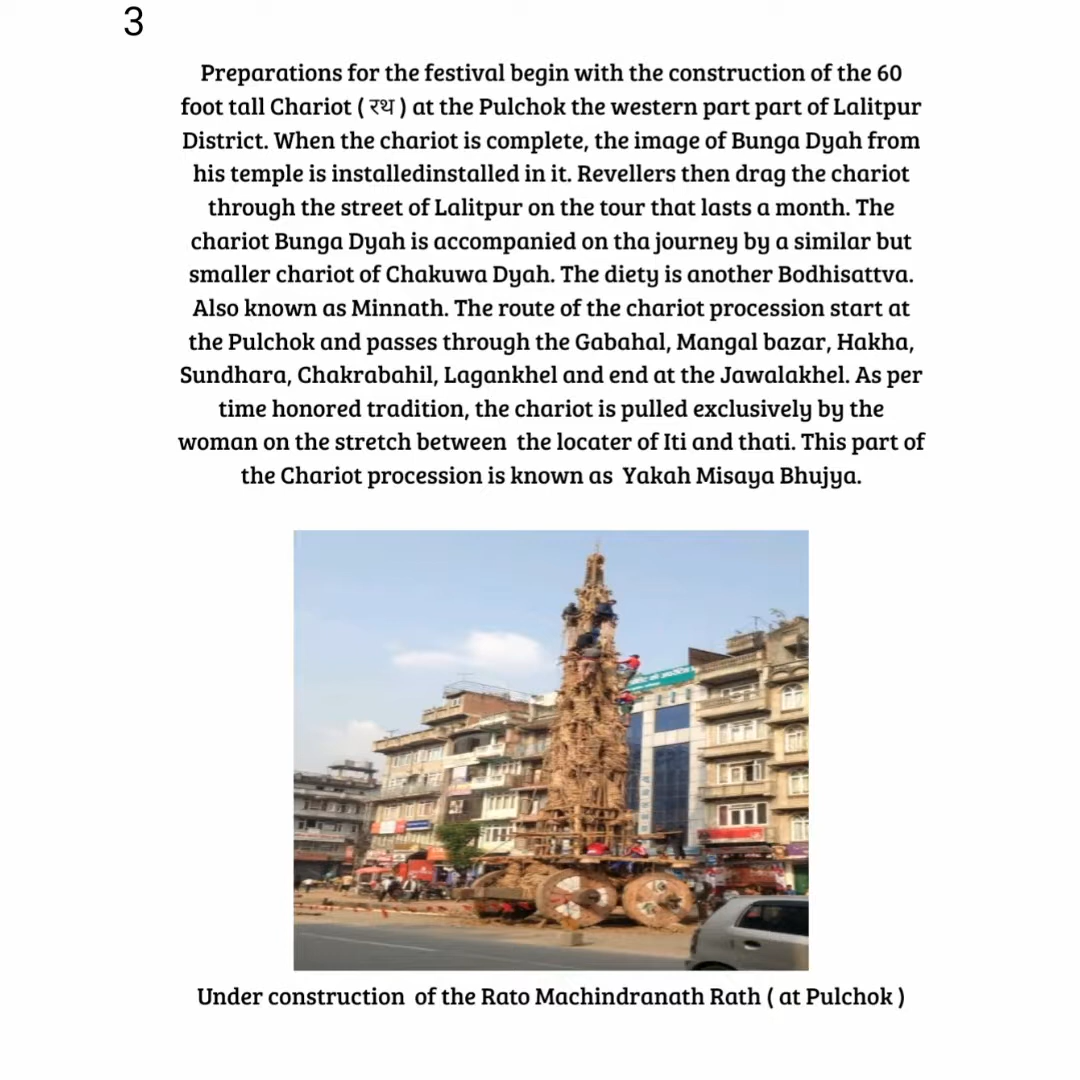 3
Preparations for the festival begin with the construction of the 60
foot tall Chariot ( रथ ) at the Pulchok the western part part of Lalitpur
District. When the chariot is complete, the image of Bunga Dyah from
his temple is installedinstalled in it. Revellers then drag the chariot
through the street of Lalitpur on the tour that lasts a month. The
chariot Bunga Dyah is accompanied on tha journey by a similar but
smaller chariot of Chakuwa Dyah. The diety is another Bodhisattva.
Also known as Minnath. The route of the chariot procession start at
the Pulchok and passes through the Gabahal, Mangal bazar, Hakha,
Sundhara, Chakrabahil, Lagankhel and end at the Jawalakhel. As per
time honored tradition, the chariot is pulled exclusively by the
woman on the stretch between the locater of Iti and thati. This part of
the Chariot procession is known as Yakah Misaya Bhujya.
Under construction of the Rato Machindranath Rath ( at Pulchok )